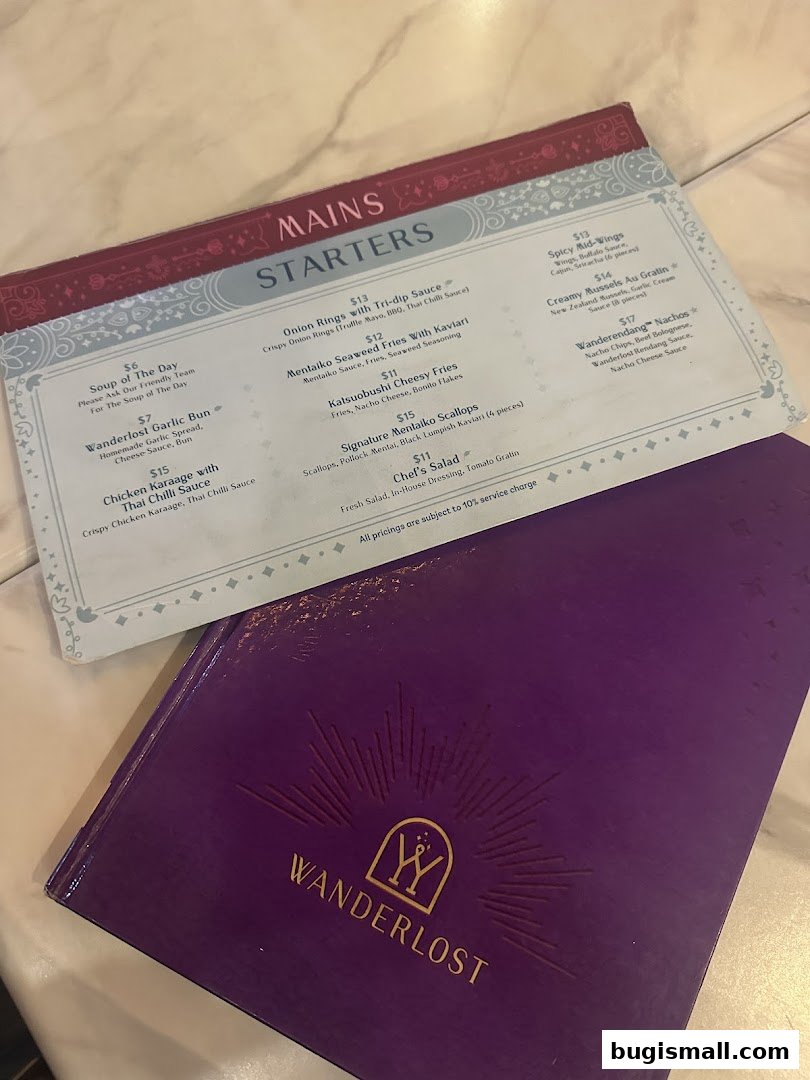 MAINS
STARTERS
$6
Soup of The Day
Please Ask Our Friendly Team
For The Soup of The Day
$7
Wanderlost Garlic Bun
Homemade Garlic Spread,
Cheese Sauce, Bun
$15
Chicken Karaage with
Thai Chilli Sauce
Crispy Chicken Karaage, Thai Chilli Sauce
$13
Onion Rings with Tri-dip Sauce
Crispy Onion Rings (Truffle Mayo, BBQ, Thai Chilli Sauce)
$12
Mentaiko Seaweed Fries With Kaviari
Mentaiko Sauce, Fries, Seaweed Seasoning
$11
Katsuobushi Cheesy Fries
Fries, Nacho Cheese, Bonito Flakes
$15
Signature Mentaiko Scallops
Scallops, Pollock Mentai, Black Lumpish Kaviari (4 pieces)
$11
Chef's Salad
Fresh Salad, In-House Dressing, Tomato Gratin
$13
Spicy Mid-Wings
Wings, Buffalo Sauce,
Cajun, Sriracha (6 pieces)
$14
Creamy Mussels Au Gratin
New Zealand Mussels, Garlic Cream
Sauce (8 pieces)
$17
Wanderendang™ Nachos
Nacho Chips, Beef Bolognese,
Wanderlost Rendang Sauce,
Nacho Cheese Sauce
All pricings are subject to 10% service charge
WANDERLOST
bugismall.com